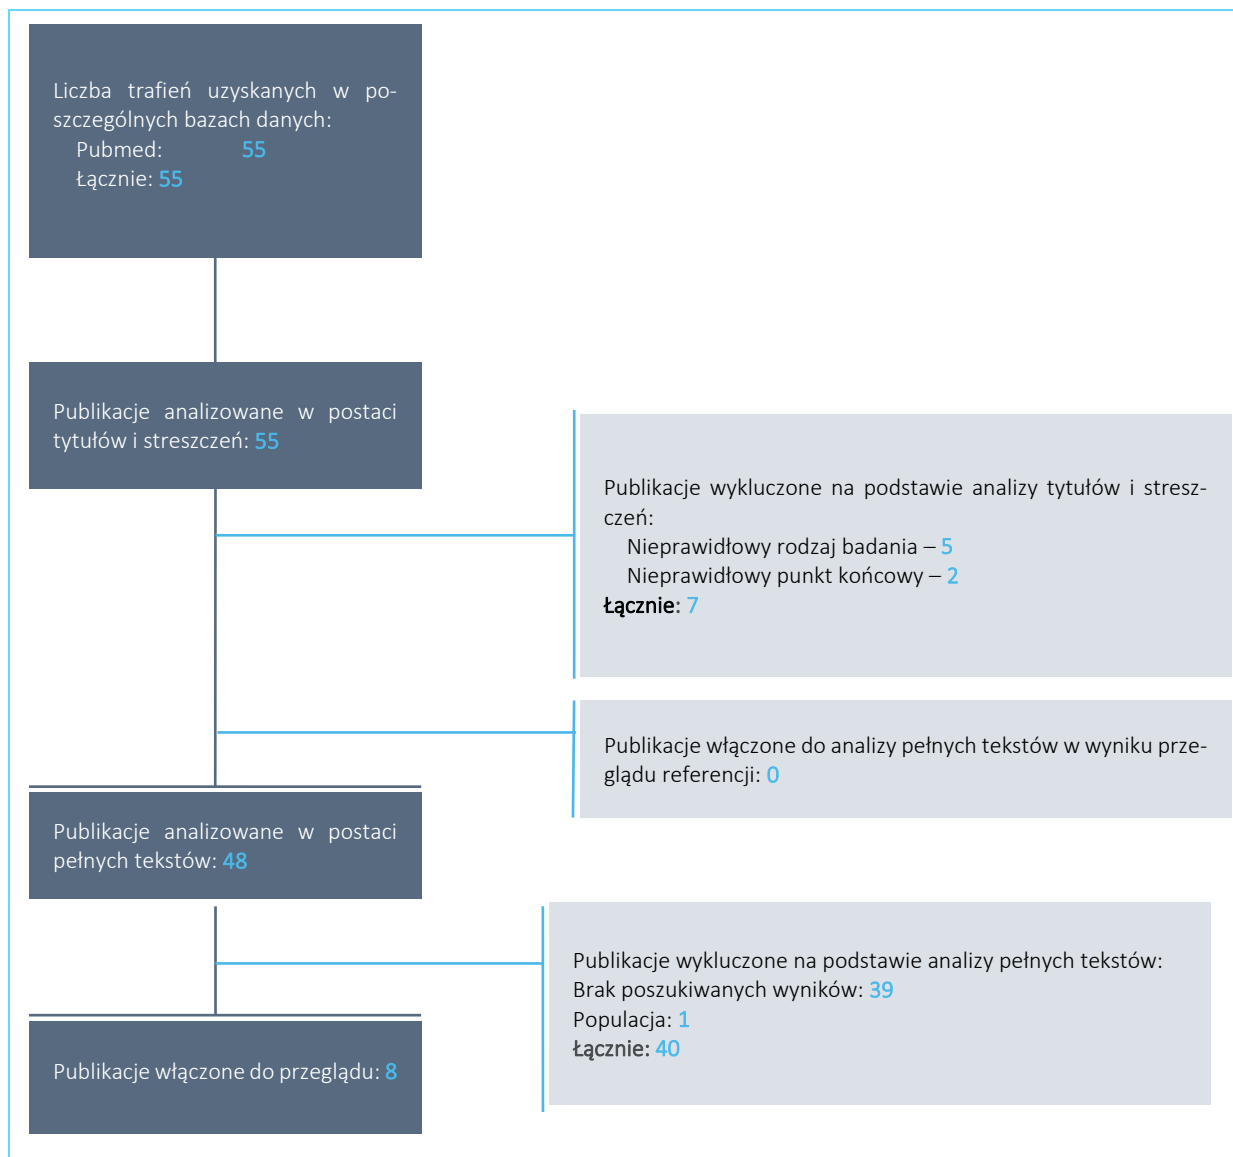 Liczba trafień uzyskanych w po-
szczególnych bazach danych:
Pubmed: 55
Łącznie: 55
Publikacje analizowane w postaci
tytułów i streszczeń: 55
Publikacje wykluczone na podstawie analizy tytułów i stresz-
czeń:
Nieprawidłowy rodzaj badania – 5
Nieprawidłowy punkt końcowy – 2
Łącznie: 7
Publikacje włączone do analizy pełnych tekstów w wyniku prze-
glądu referencji: 0
Publikacje analizowane w postaci
pełnych tekstów: 48
Publikacje wykluczone na podstawie analizy pełnych tekstów:
Brak poszukiwanych wyników: 39
Populacja: 1
Łącznie: 40
Publikacje włączone do przeglądu: 8